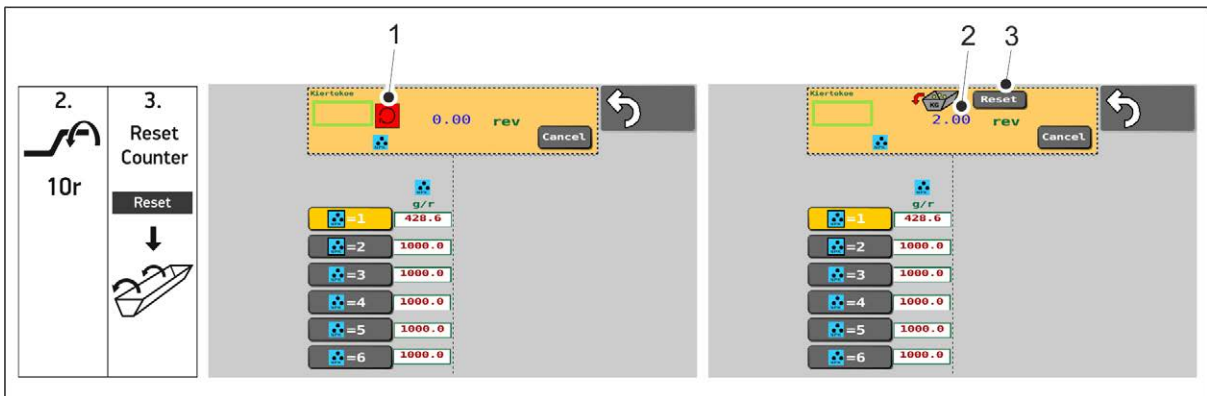 1
2
3
2.
10r
3.
Reset
Counter
Reset
Kiertokoe
0.00 rev
Cancel
g/r
=1 428.6
=2 1000.0
=3 1000.0
=4 1000.0
=5 1000.0
=6 1000.0
Kiertokoe
KG
Reset
2.00 rev
Cancel
g/r
=1 428.6
=2 1000.0
=3 1000.0
=4 1000.0
=5 1000.0
=6 1000.0